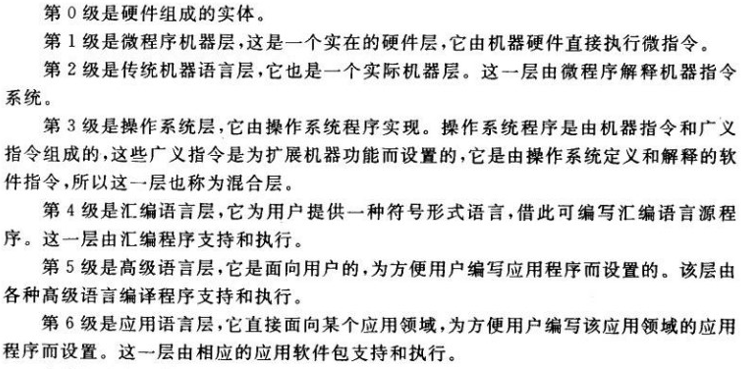 第 0 级是硬件组成的实体。
第 1 级是微程序机器层,这是一个实在的硬件层,它由机器硬件直接执行微指令。
第 2 级是传统机器语言层,它也是一个实际机器层。这一层由微程序解释机器指令
系统。
第 3 级是操作系统层,它由操作系统程序实现。操作系统程序是由机器指令和广义
指令组成的,这些广义指令是为扩展机器功能而设置的,它是由操作系统定义和解释的软
件指令,所以这一层也称为混合层。
第 4 级是汇编语言层,它为用户提供一种符号形式语言,借此可编写汇编语言源程
序。这一层由汇编程序支持和执行。
第 5 级是高级语言层,它是面向用户的,为方便用户编写应用程序而设置的。该层由
各种高级语言编译程序支持和执行。
第 6 级是应用语言层,它直接面向某个应用领域,为方便用户编写该应用领域的应用
程序而设置。这一层由相应的应用软件包支持和执行。